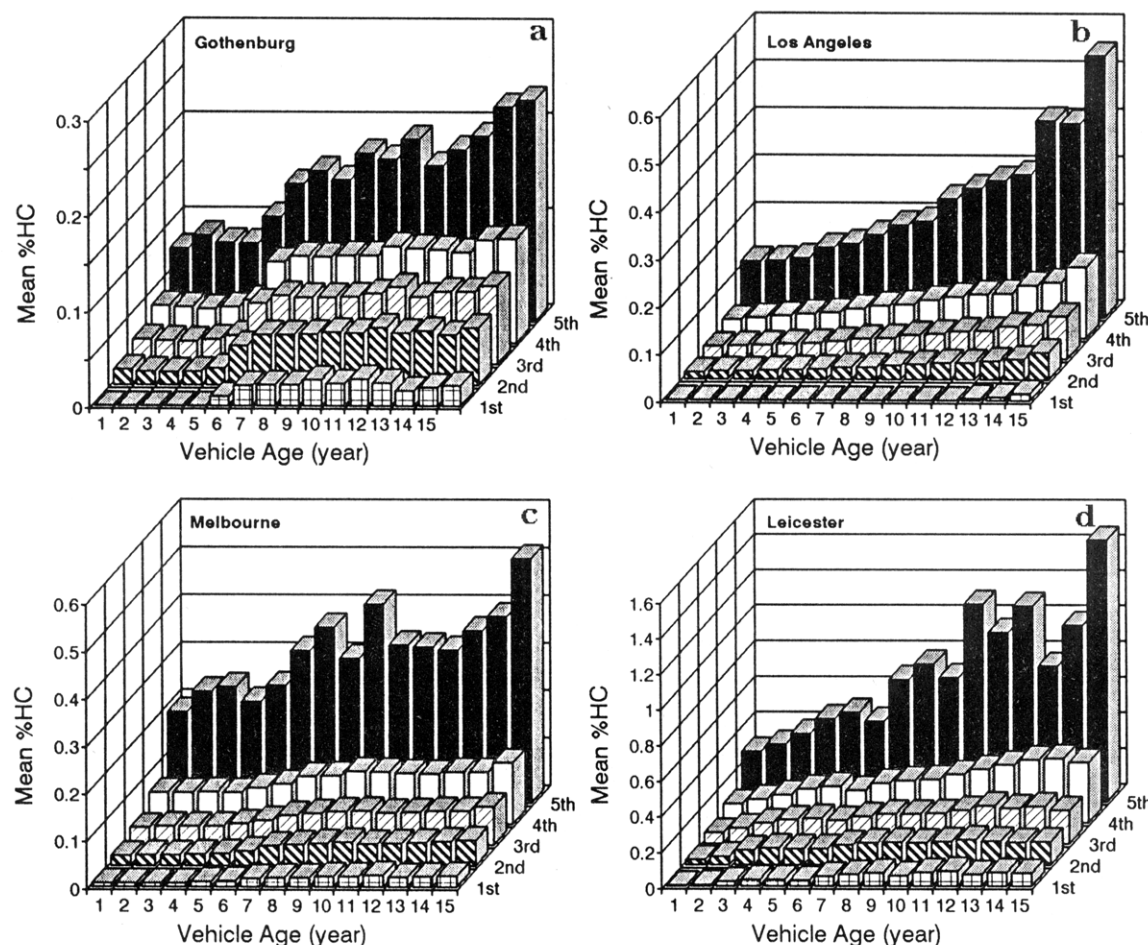 a
Gothenburg
0.3
0.2
0.1
0
Mean %HC
1 2 3 4 5 6 7 8 9 10 11 12 13 14 15
Vehicle Age (year)
1st
2nd
3rd
4th
5th
b
Los Angeles
0.6
0.5
0.4
0.3
0.2
0.1
0
Mean %HC
1 2 3 4 5 6 7 8 9 10 11 12 13 14 15
Vehicle Age (year)
1st
2nd
3rd
4th
5th
c
Melbourne
0.6
0.5
0.4
0.3
0.2
0.1
0
Mean %HC
1 2 3 4 5 6 7 8 9 10 11 12 13 14 15
Vehicle Age (year)
1st
2nd
3rd
4th
5th
d
Leicester
1.6
1.4
1.2
1
0.8
0.6
0.4
0.2
0
Mean %HC
1 2 3 4 5 6 7 8 9 10 11 12 13 14 15
Vehicle Age (year)
1st
2nd
3rd
4th
5th